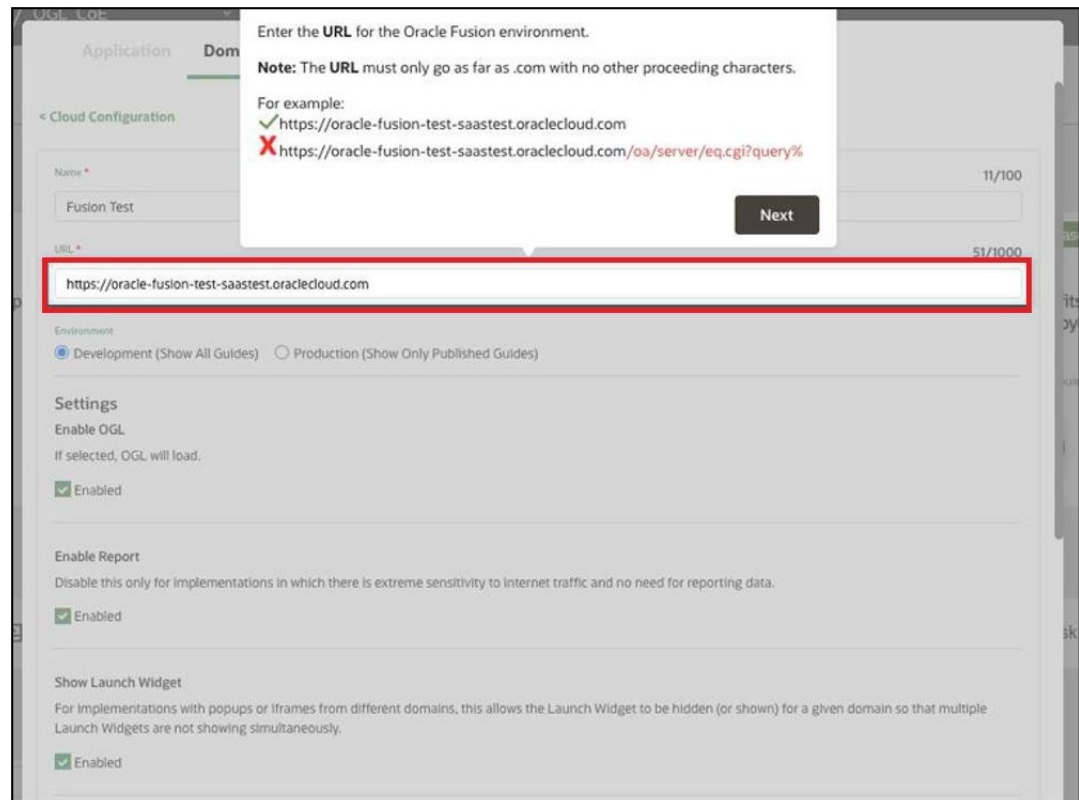 OGL CoE
Enter the URL for the Oracle Fusion environment.
Application
Dom
Note: The URL must only go as far as .com with no other proceeding characters.
For example:
https://oracle-fusion-test-saastest.oraclecloud.com
X https://oracle-fusion-test-saastest.oraclecloud.com/oa/server/eq.cgi?query%
< Cloud Configuration
Name *
11/100
Fusion Test
Next
URL *
51/1000
https://oracle-fusion-test-saastest.oraclecloud.com
Environment
Development (Show All Guides) Production (Show Only Published Guides)
Settings
Enable OGL
If selected, OGL will load.
Enabled
Enable Report
Disable this only for implementations in which there is extreme sensitivity to internet traffic and no need for reporting data.
Enabled
Show Launch Widget
For implementations with popups or iframes from different domains, this allows the Launch Widget to be hidden (or shown) for a given domain so that multiple
Launch Widgets are not showing simultaneously.
Enabled